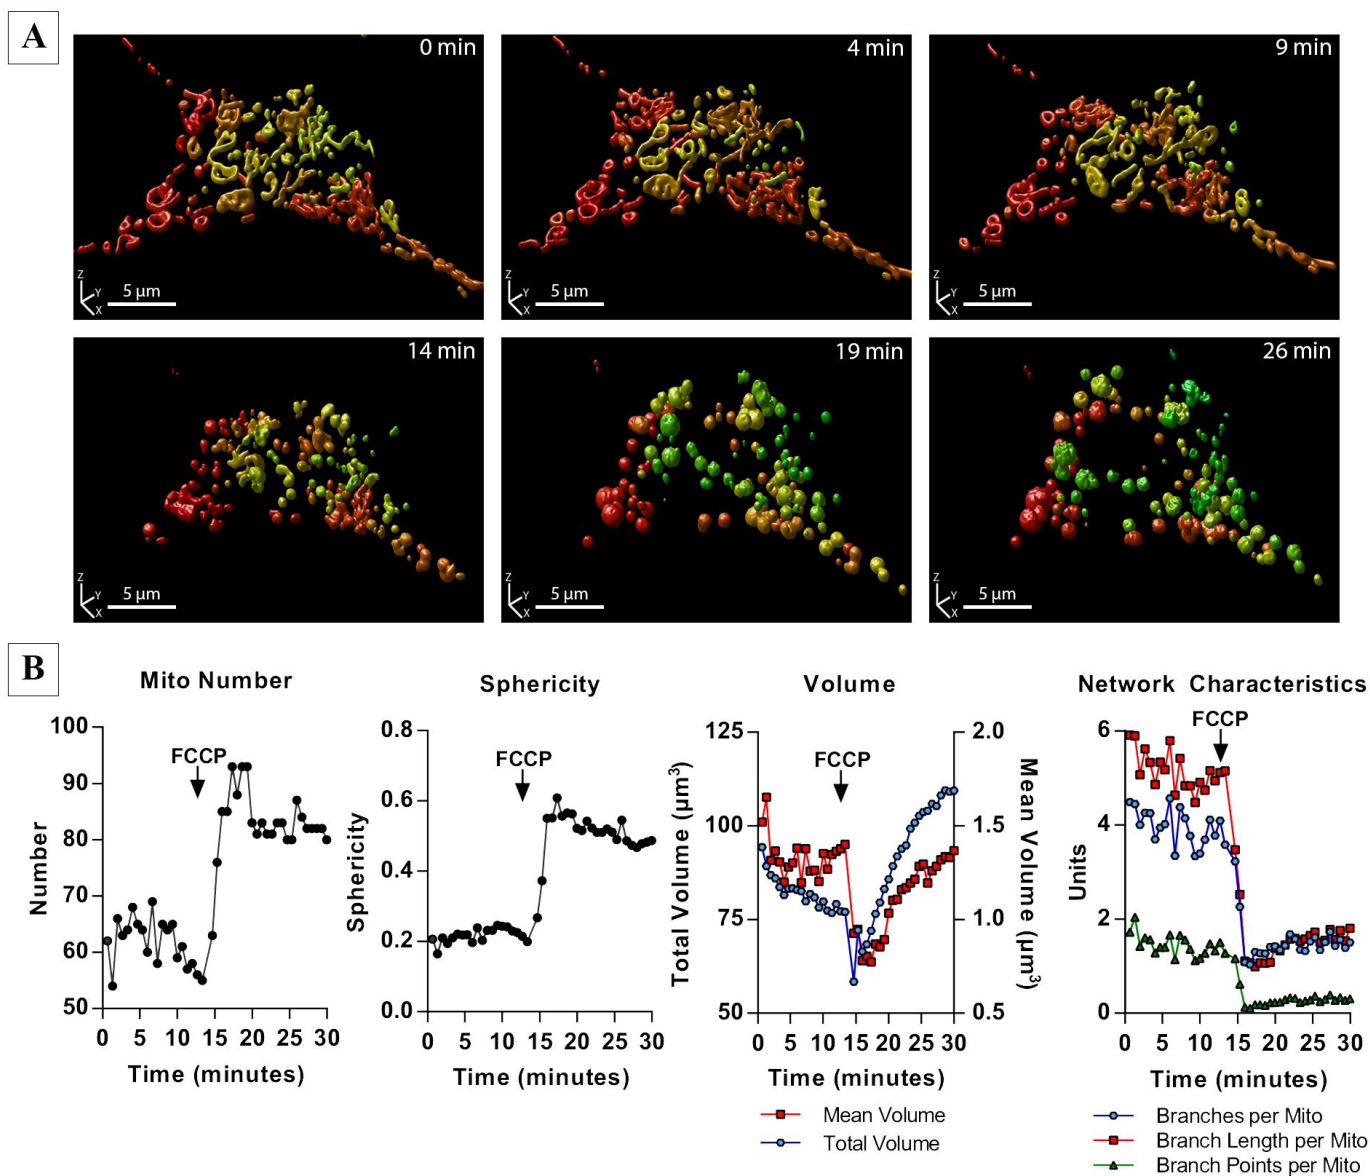 A
0 min
Z
Y
X
5 µm
4 min
Z
Y
X
5 µm
9 min
Z
Y
X
5 µm
14 min
Z
Y
X
5 µm
19 min
Z
Y
X
5 µm
26 min
Z
Y
X
5 µm
B
Mito Number
Number
100
90
80
70
60
50
FCCP
0 5 10 15 20 25 30
Time (minutes)
Sphericity
Sphericity
0.8
0.6
0.4
0.2
0.0
FCCP
0 5 10 15 20 25 30
Time (minutes)
Volume
Total Volume (µm³)
125
100
75
50
FCCP
2.0
1.5
1.0
0.5
Mean Volume (µm³)
0 5 10 15 20 25 30
Time (minutes)
Mean Volume
Total Volume
Network Characteristics
Units
6
4
2
0
FCCP
0 5 10 15 20 25 30
Time (minutes)
Branches per Mito
Branch Length per Mito
Branch Points per Mito